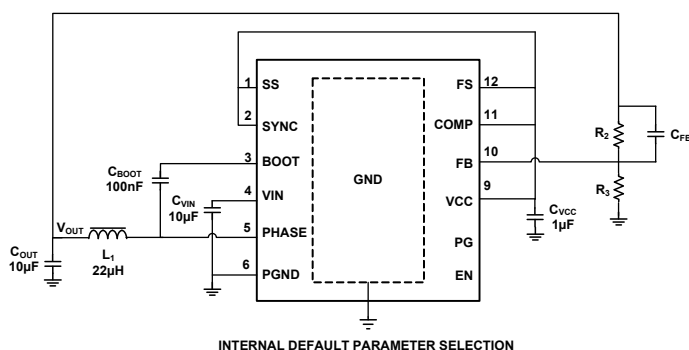 1 SS
2 SYNC
3 BOOT
4 VIN
5 PHASE
6 PGND
GND
FS 12
COMP 11
FB 10
VCC 9
PG
EN
CBOOT
100nF
CVIN
10µF
VOUT
COUT
10µF
L1
22µH
R2
CFB
R3
CVCC
1µF
INTERNAL DEFAULT PARAMETER SELECTION